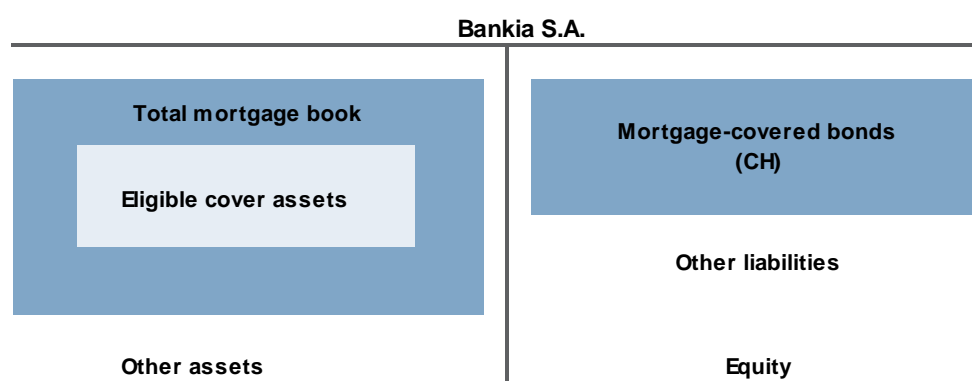 Bankia S.A.
Total mortgage book
Eligible cover assets
Other assets
Mortgage-covered bonds
(CH)
Other liabilities
Equity